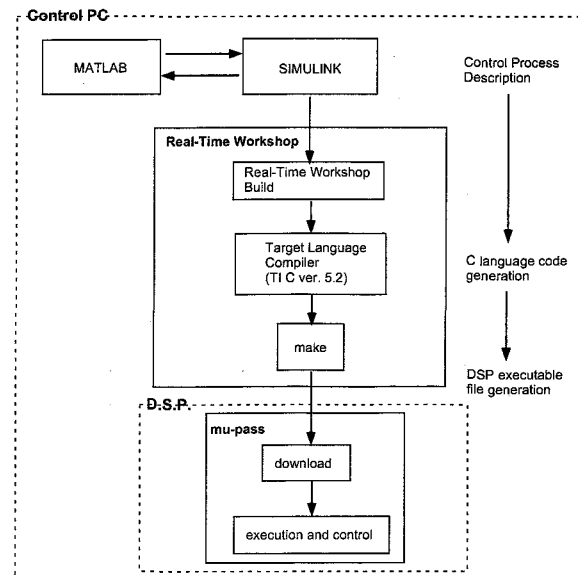 Control PC
MATLAB
SIMULINK
Control Process
Description
Real-Time Workshop
Real-Time Workshop
Build
Target Language
Compiler
(TI C ver. 5.2)
C language code
generation
make
DSP executable
file generation
D.S.P.
mu-pass
download
execution and control